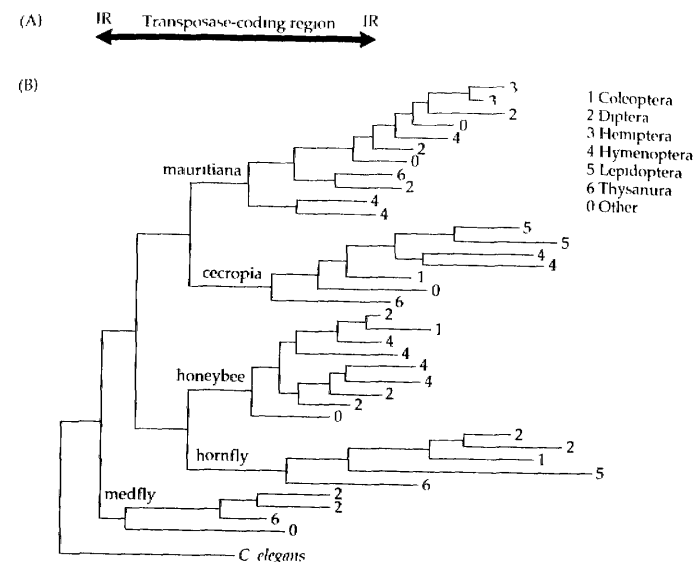 (A) IR Transposase-coding region IR
(B)
3
3
2
0
4
2
0
6
2
4
4
mauritiana
1 Coleoptera
2 Diptera
3 Hemiptera
4 Hymenoptera
5 Lepidoptera
6 Thysanura
0 Other
5
5
4
4
1
0
6
cecropia
2
1
4
4
4
4
2
2
0
honeybee
2
2
1
5
6
hornfly
2
2
6
0
medfly
C elegans